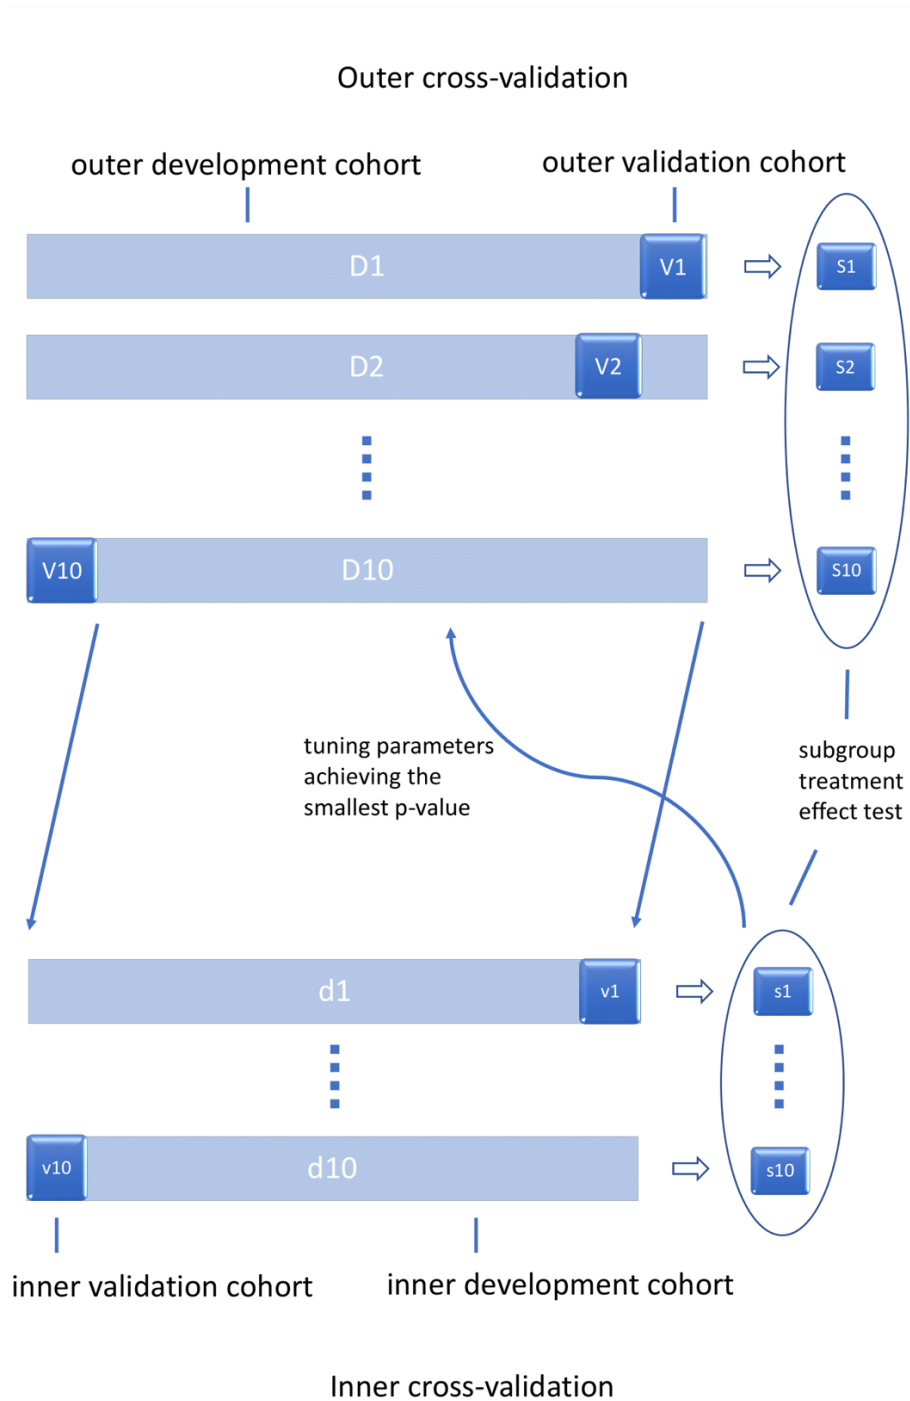 Outer cross-validation
outer development cohort
outer validation cohort
D1
V1
S1
D2
V2
S2
V10
D10
S10
tuning parameters
achieving the
smallest p-value
subgroup
treatment
effect test
d1
v1
s1
v10
d10
s10
inner validation cohort
inner development cohort
Inner cross-validation